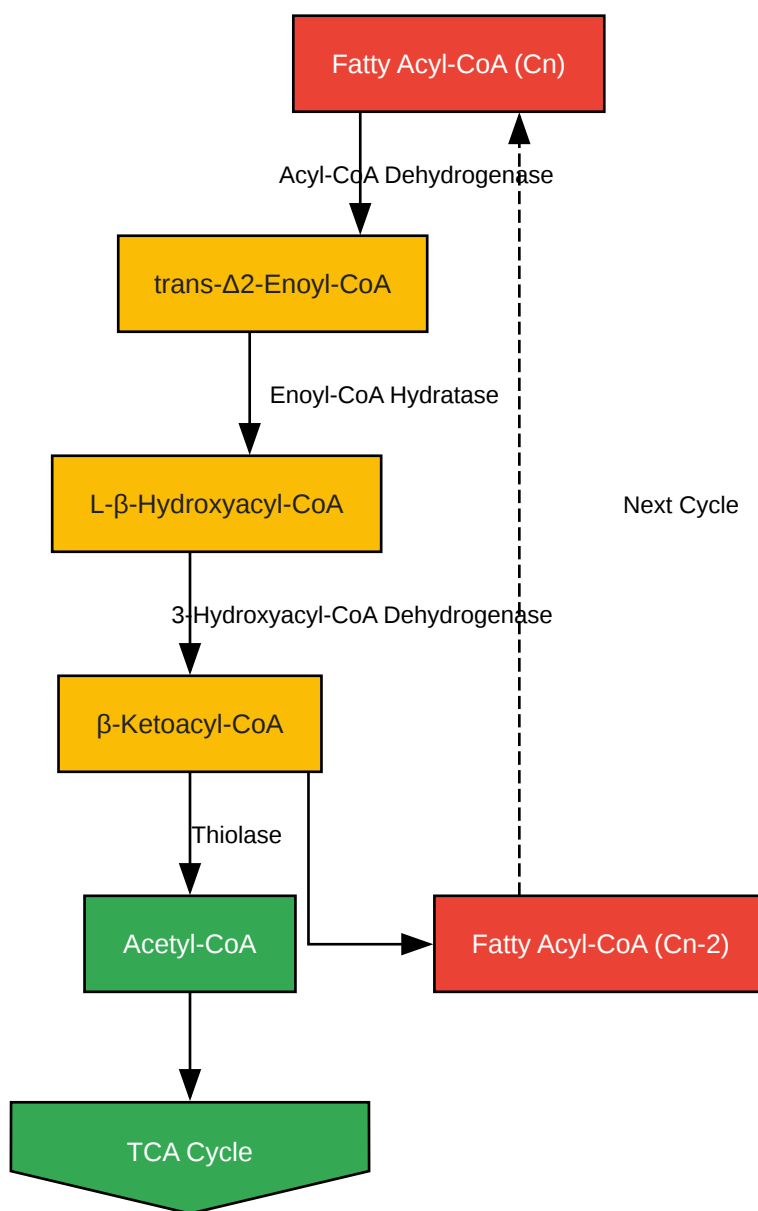 Fatty Acyl-CoA (Cn)
Acyl-CoA Dehydrogenase
trans-Δ2-Enoyl-CoA
Enoyl-CoA Hydratase
L-β-Hydroxyacyl-CoA
Next Cycle
3-Hydroxyacyl-CoA Dehydrogenase
β-Ketoacyl-CoA
Thiolase
Acetyl-CoA
Fatty Acyl-CoA (Cn-2)
TCA Cycle